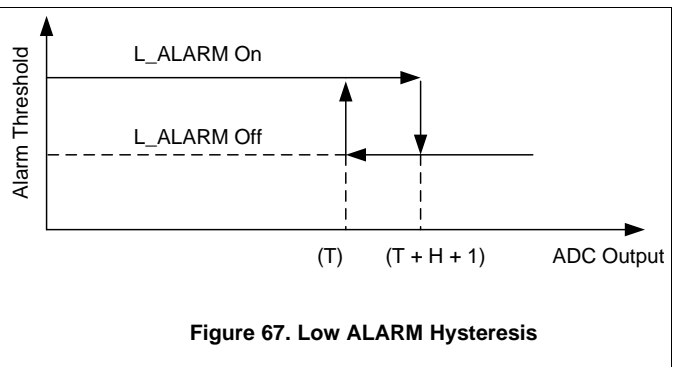 L_ALARM On
Alarm Threshold
L_ALARM Off
(T) (T + H + 1) ADC Output
Figure 67. Low ALARM Hysteresis